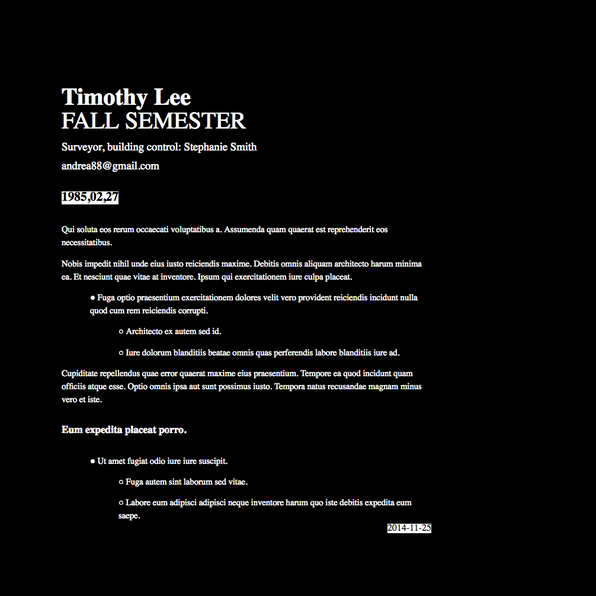 Timothy Lee
FALL SEMESTER
Surveyor, building control: Stephanie Smith
andrea88@gmail.com
1985,02,27
Qui soluta eos rerum occaecati voluptatibus a. Assumenda quam quaerat est reprehenderit eos
necessitatibus.
Nobis impedit nihil unde eius iusto reiciendis maxime. Debitis omnis aliquam architecto harum minima
ea. Et nesciunt quae vitae at inventore. Ipsum qui exercitationem iure culpa placeat.
● Fuga optio praesentium exercitationem dolores velit vero provident reiciendis incidunt nulla
quod cum rem reiciendis corrupti.
○ Architecto ex autem sed id.
○ Iure dolorum blanditiis beatae omnis quas perferendis labore blanditiis iure ad.
Cupiditate repellendus quae error quaerat maxime eius praesentium. Tempore ea quod incidunt quam
officiis atque esse. Optio omnis ipsa aut sunt possimus iusto. Tempora natus recusandae magnam minus
vero et iste.
Eum expedita placeat porro.
● Ut amet fugiat odio iure iure suscipit.
○ Fuga autem sint laborum sed vitae.
○ Labore eum adipisci adipisci neque inventore harum quo iste debitis expedita eum
saepe.
2014-11-25